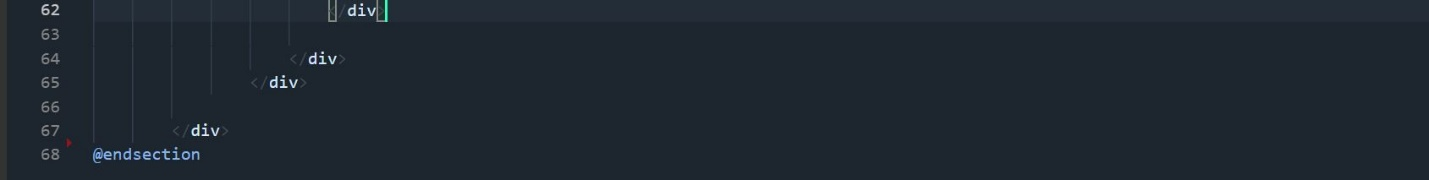 62 </div>
63
64 </div>
65 </div>
66
67 </div>
68 @endsection